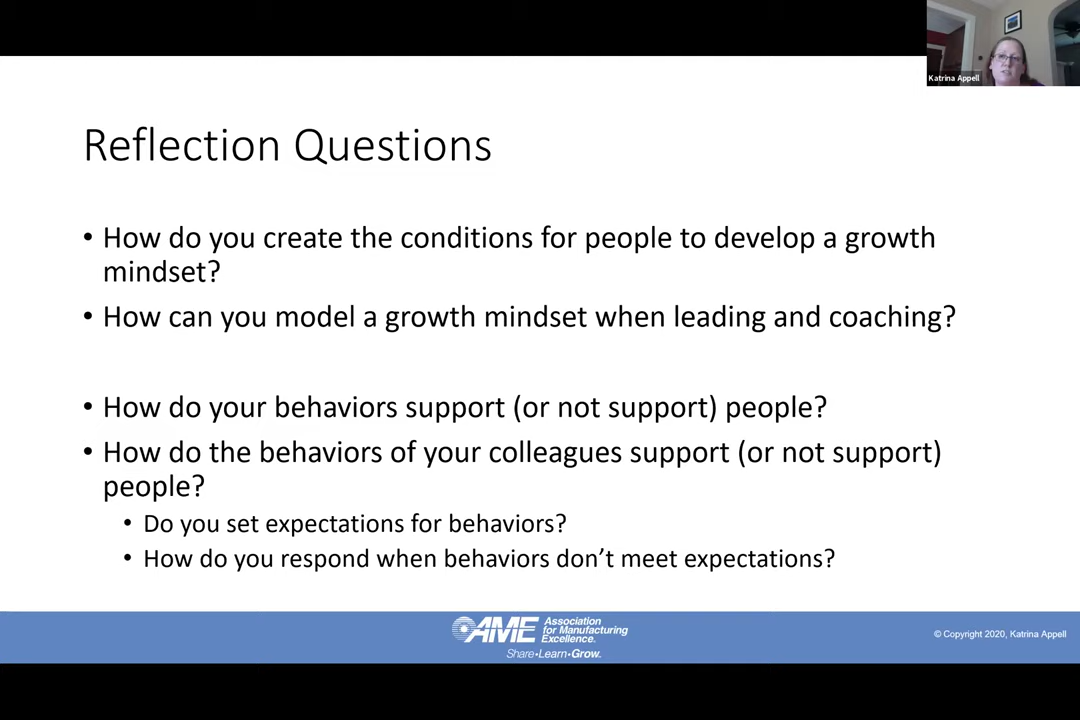 Katrina Appell
Reflection Questions
• How do you create the conditions for people to develop a growth
mindset?
• How can you model a growth mindset when leading and coaching?
• How do your behaviors support (or not support) people?
• How do the behaviors of your colleagues support (or not support)
people?
• Do you set expectations for behaviors?
• How do you respond when behaviors don’t meet expectations?
AME
Association
for Manufacturing
Excellence.
Share•Learn•Grow.
© Copyright 2020, Katrina Appell